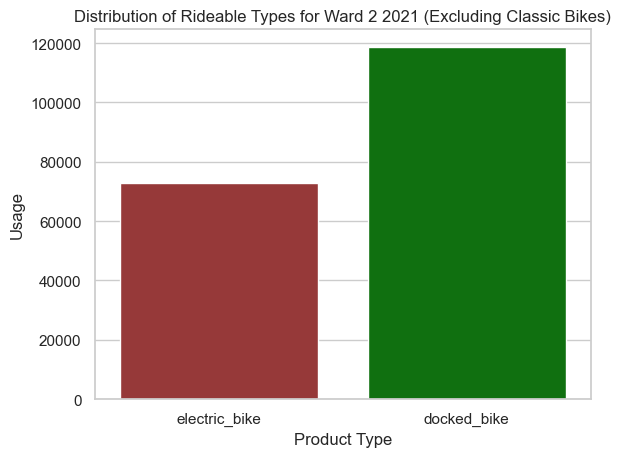 Distribution of Rideable Types for Ward 2 2021 (Excluding Classic Bikes)
120000
100000
80000
60000
40000
20000
0
Usage
electric_bike
docked_bike
Product Type